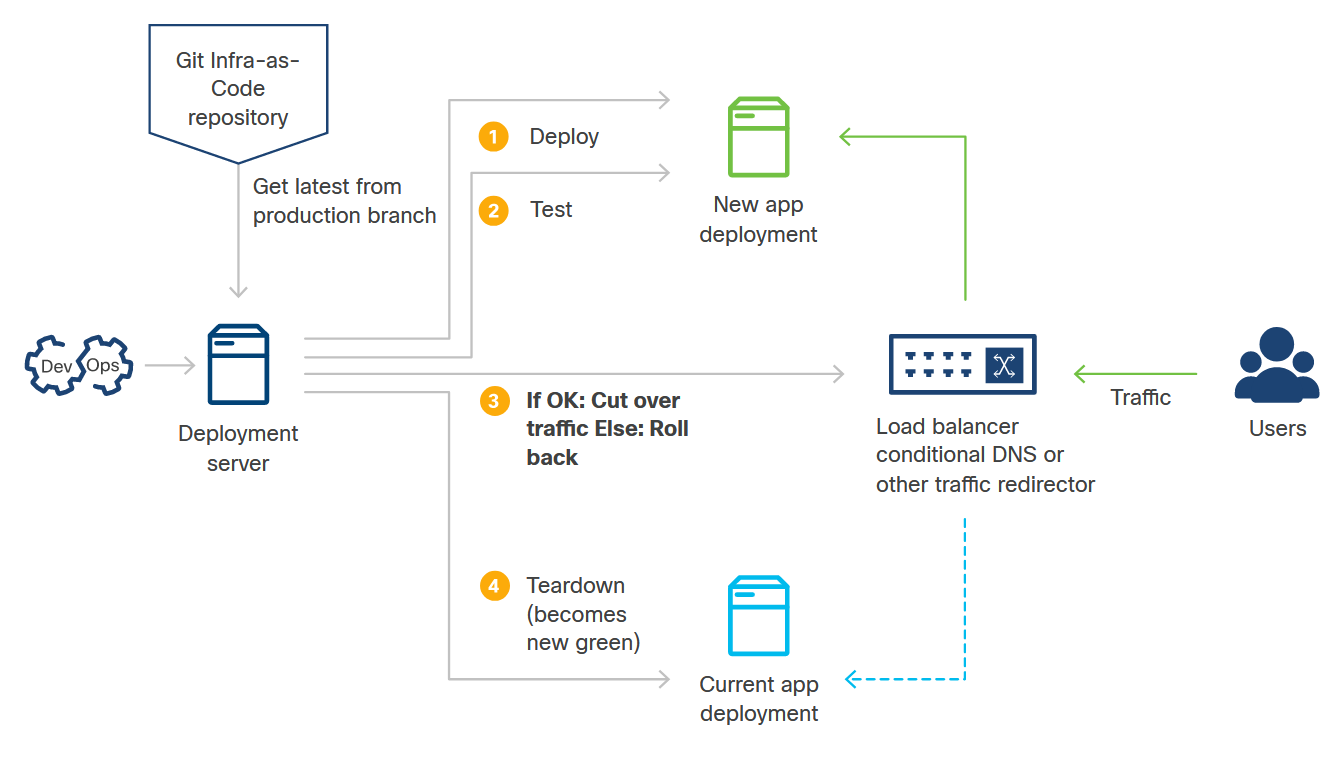 Git Infra-as-
Code
repository
Get latest from
production branch
1 Deploy
2 Test
New app
deployment
Dev Ops
Deployment
server
3 If OK: Cut over
traffic Else: Roll
back
Load balancer
conditional DNS or
other traffic redirector
Traffic
Users
4 Teardown
(becomes
new green)
Current app
deployment